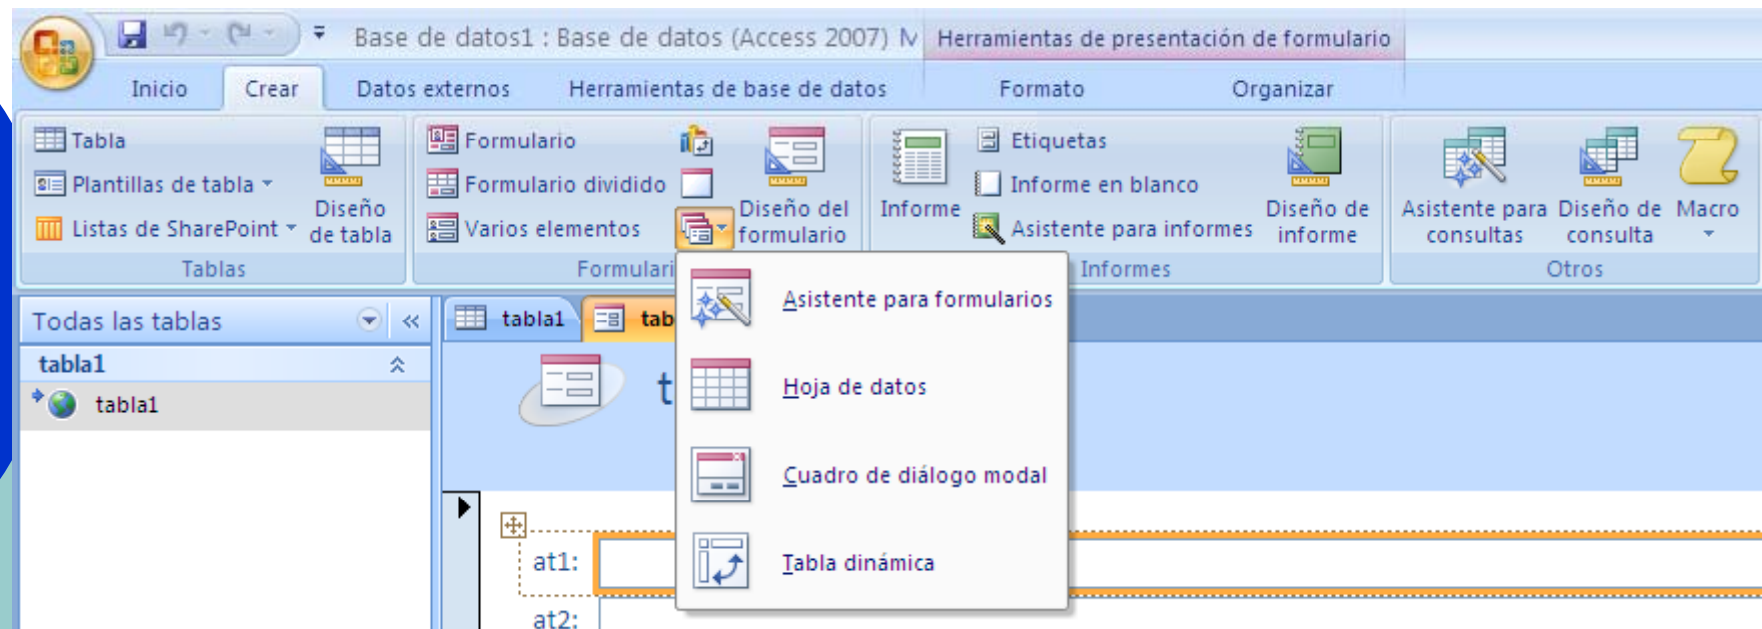 Base de datos1 : Base de datos (Access 2007) M
Herramientas de presentación de formulario
Inicio
Crear
Datos externos
Herramientas de base de datos
Formato
Organizar
Tabla
Plantillas de tabla
Listas de SharePoint
Diseño
de tabla
Tablas
Formulario
Formulario dividido
Varios elementos
Diseño del
formulario
Formulari
Informe
Etiquetas
Informe en blanco
Asistente para informes
Diseño de
informe
Informes
Asistente para
consultas
Diseño de
consulta
Macro
Otros
Asistente para formularios
Hoja de datos
Cuadro de diálogo modal
Tabla dinámica
Todas las tablas
tabla1
tabla1
tabla1
tab
t
at1:
at2: